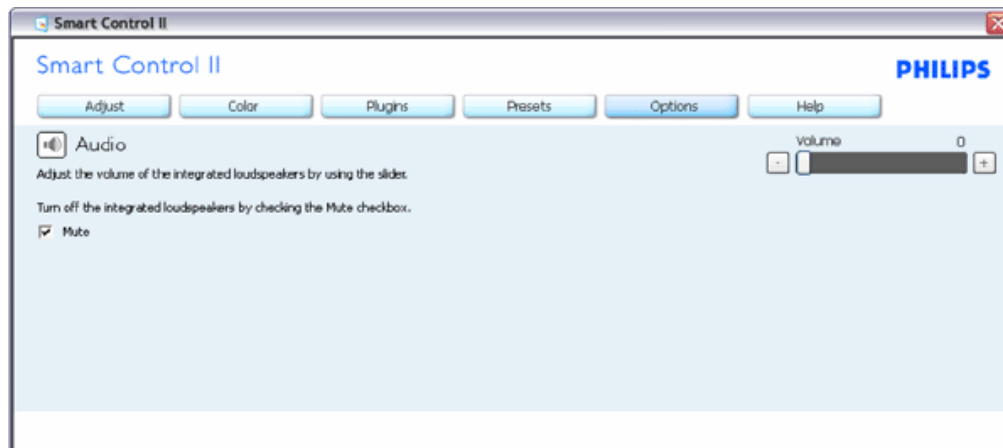 Smart Control II
Smart Control II
PHILIPS
Adjust Color Plugins Presets Options Help
Audio
Volume 0
- +
Adjust the volume of the integrated loudspeakers by using the slider.
Turn off the integrated loudspeakers by checking the Mute checkbox.
Mute